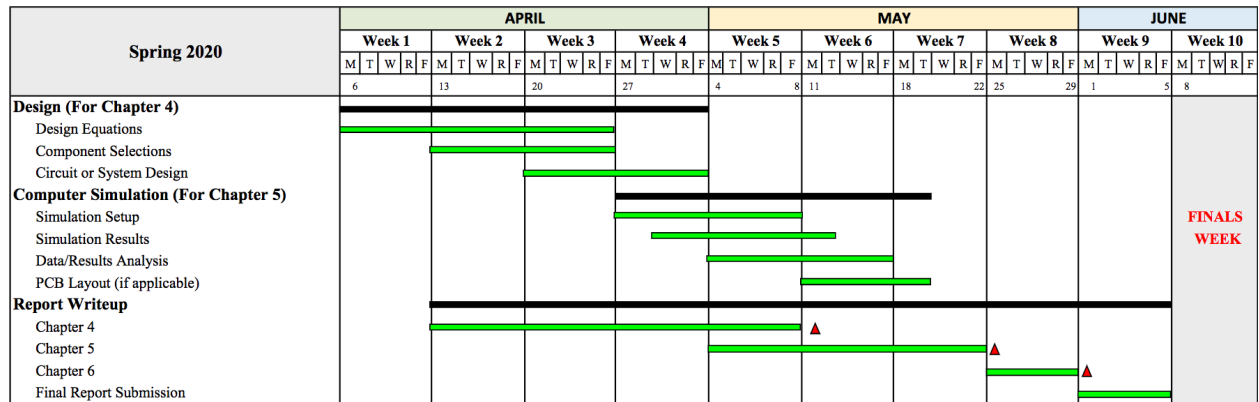 APRIL MAY JUNE
Spring 2020
Week 1 Week 2 Week 3 Week 4 Week 5 Week 6 Week 7 Week 8 Week 9 Week 10
M T W R F M T W R F M T W R F M T W R F M T W R F M T W R F M T W R F M T W R F M T W R F M T W R F
6 13 20 27 4 8 11 18 22 25 29 1 5 8
Design (For Chapter 4)
Design Equations
Component Selections
Circuit or System Design
Computer Simulation (For Chapter 5)
Simulation Setup
FINALS
Simulation Results
WEEK
Data/Results Analysis
PCB Layout (if applicable)
Report Writeup
Chapter 4
Chapter 5
Chapter 6
Final Report Submission